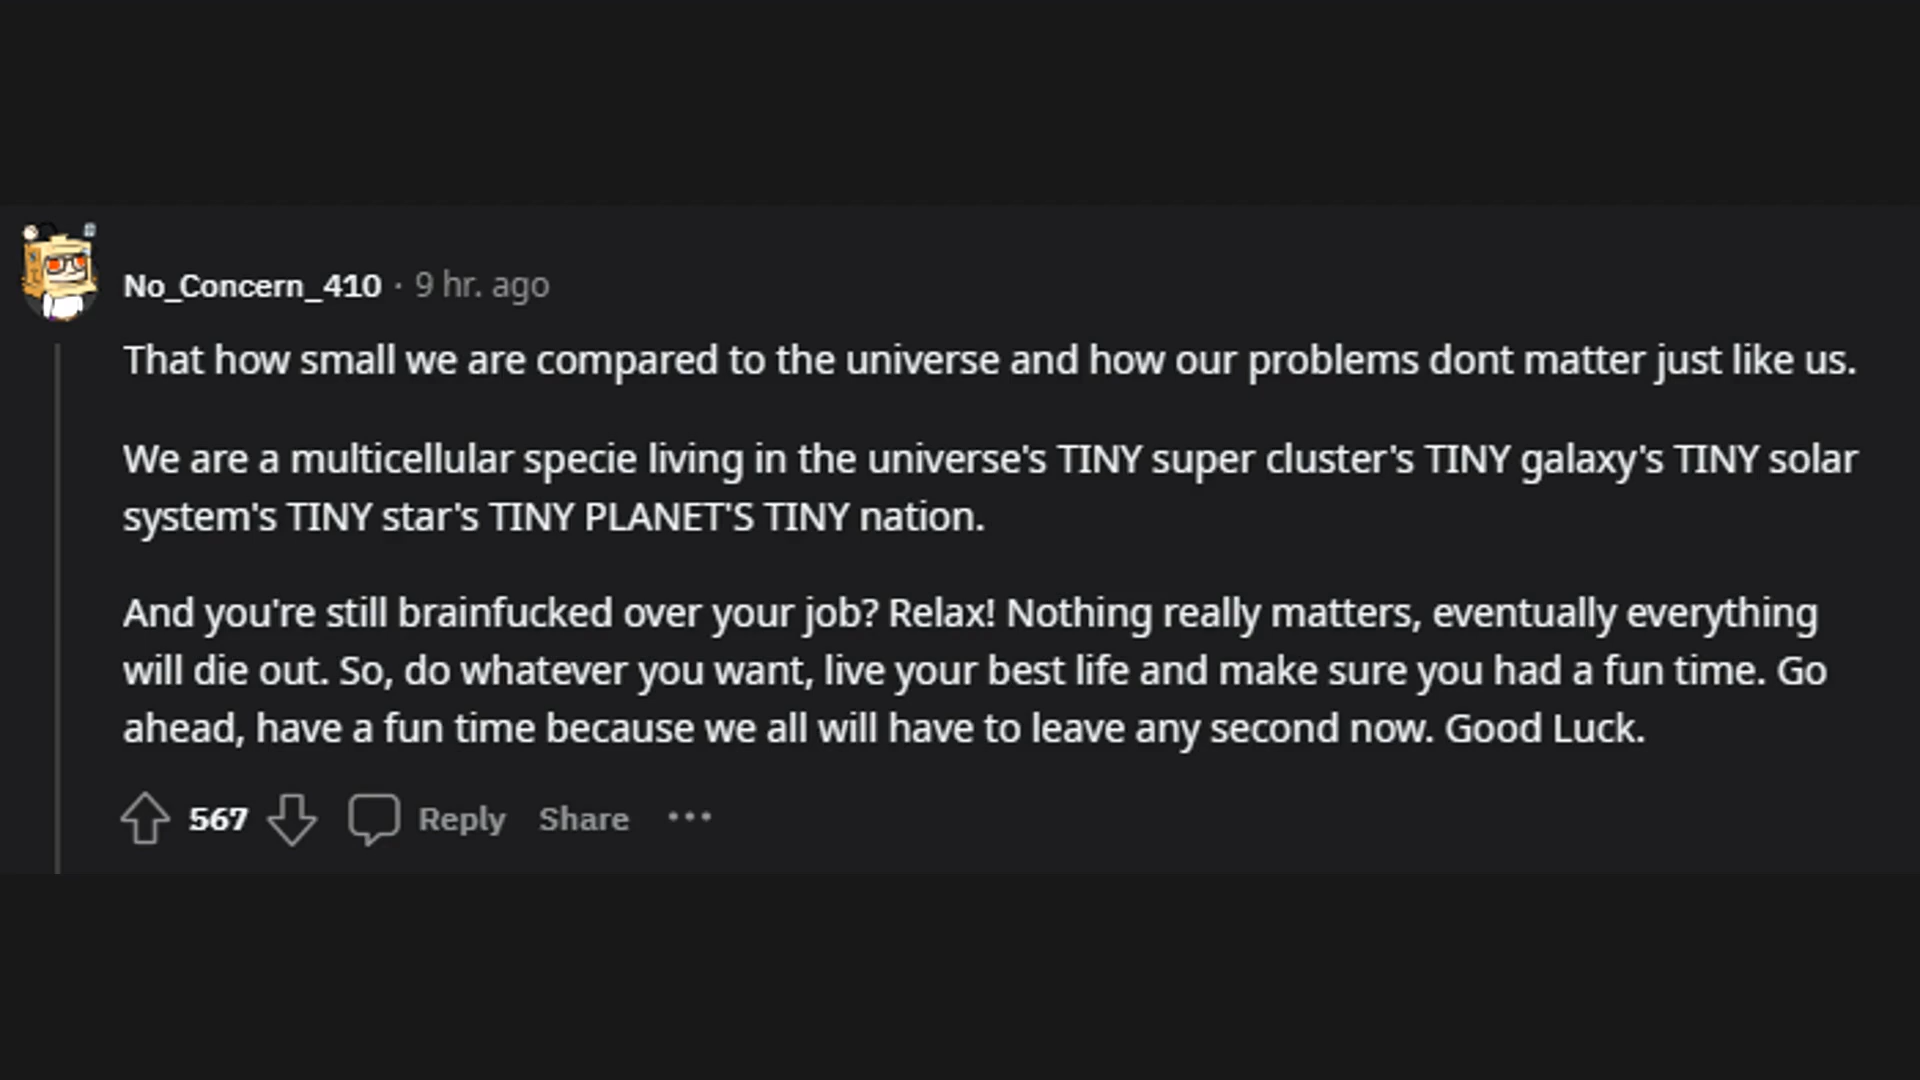 No_Concern_410 · 9 hr. ago
That how small we are compared to the universe and how our problems dont matter just like us.
We are a multicellular specie living in the universe's TINY super cluster's TINY galaxy's TINY solar
system's TINY star's TINY PLANET'S TINY nation.
And you're still brainfucked over your job? Relax! Nothing really matters, eventually everything
will die out. So, do whatever you want, live your best life and make sure you had a fun time. Go
ahead, have a fun time because we all will have to leave any second now. Good Luck.
567 Reply Share ...